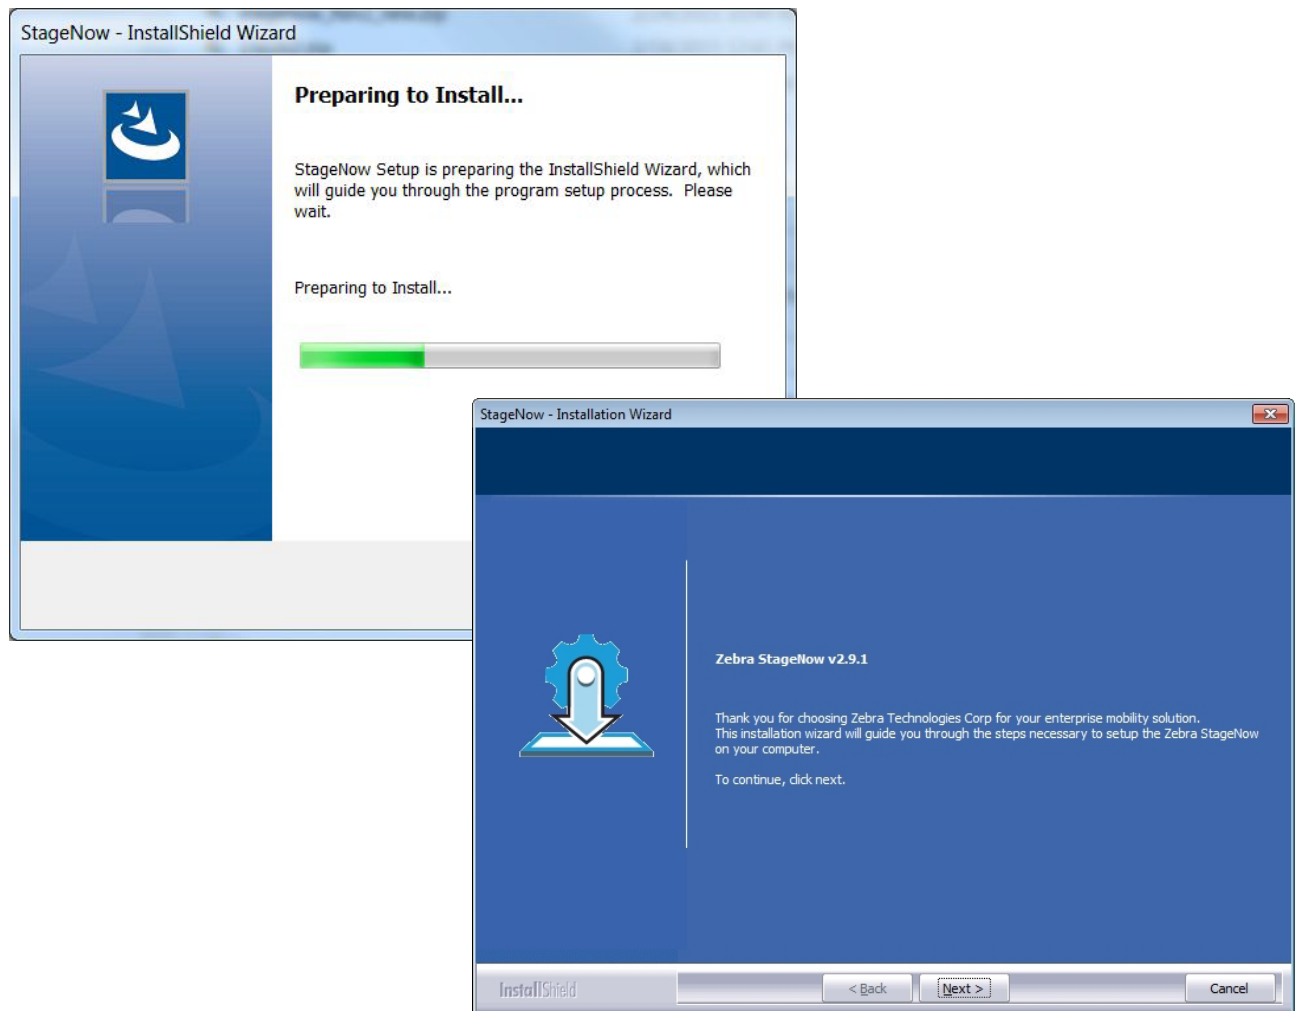 StageNow - InstallShield Wizard
Preparing to Install...
StageNow Setup is preparing the InstallShield Wizard, which
will guide you through the program setup process. Please
wait.
Preparing to Install...
StageNow - Installation Wizard
Zebra StageNow v2.9.1
Thank you for choosing Zebra Technologies Corp for your enterprise mobility solution.
This installation wizard will guide you through the steps necessary to setup the Zebra StageNow
on your computer.
To continue, click next.
InstallShield
< Back
Next >
Cancel